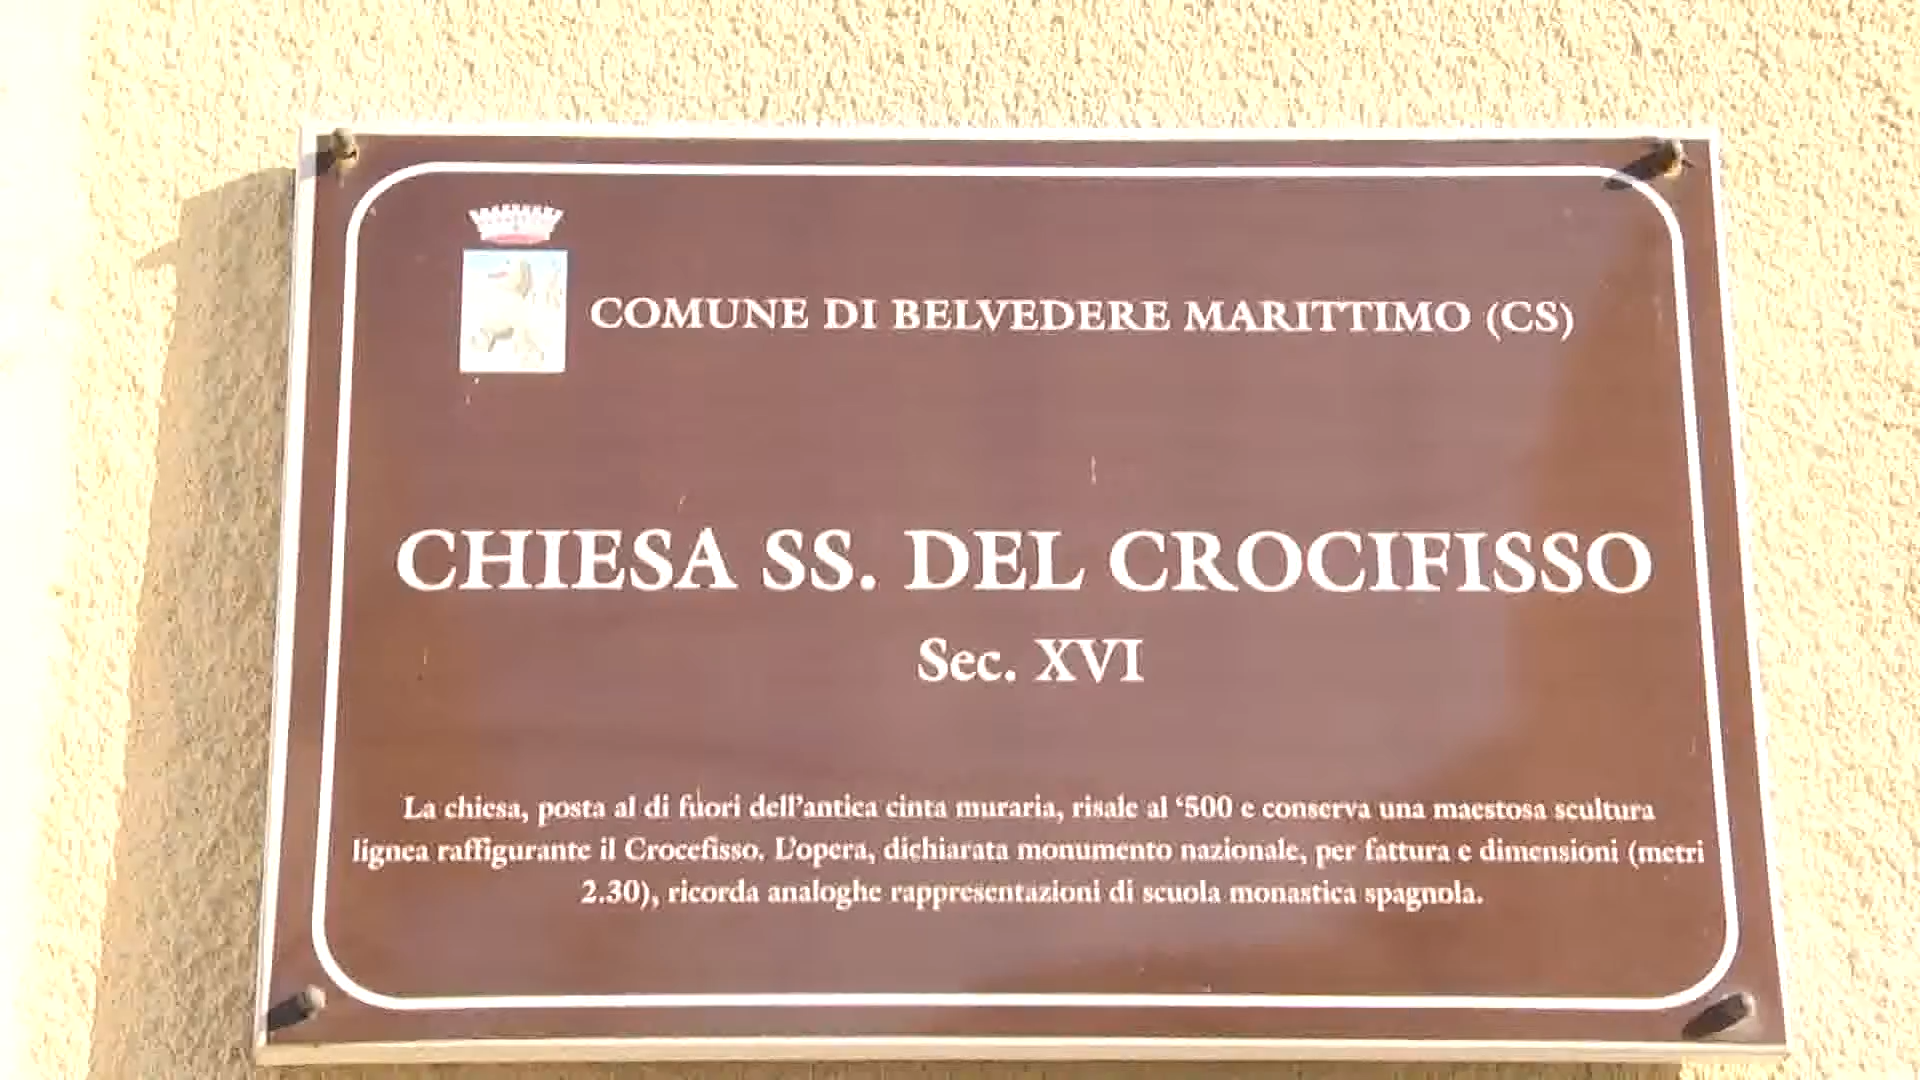 COMUNE DI BELVEDERE MARITTIMO (CS)
CHIESA SS. DEL CROCIFISSO
Sec. XVI
La chiesa, posta al di fuori dell'antica cinta muraria, risale al ‘500 e conserva una maestosa scultura
lignea raffigurante il Crocefisso. L'opera, dichiarata monumento nazionale, per fattura e dimensioni (metri
2.30), ricorda analoghe rappresentazioni di scuola monastica spagnola.